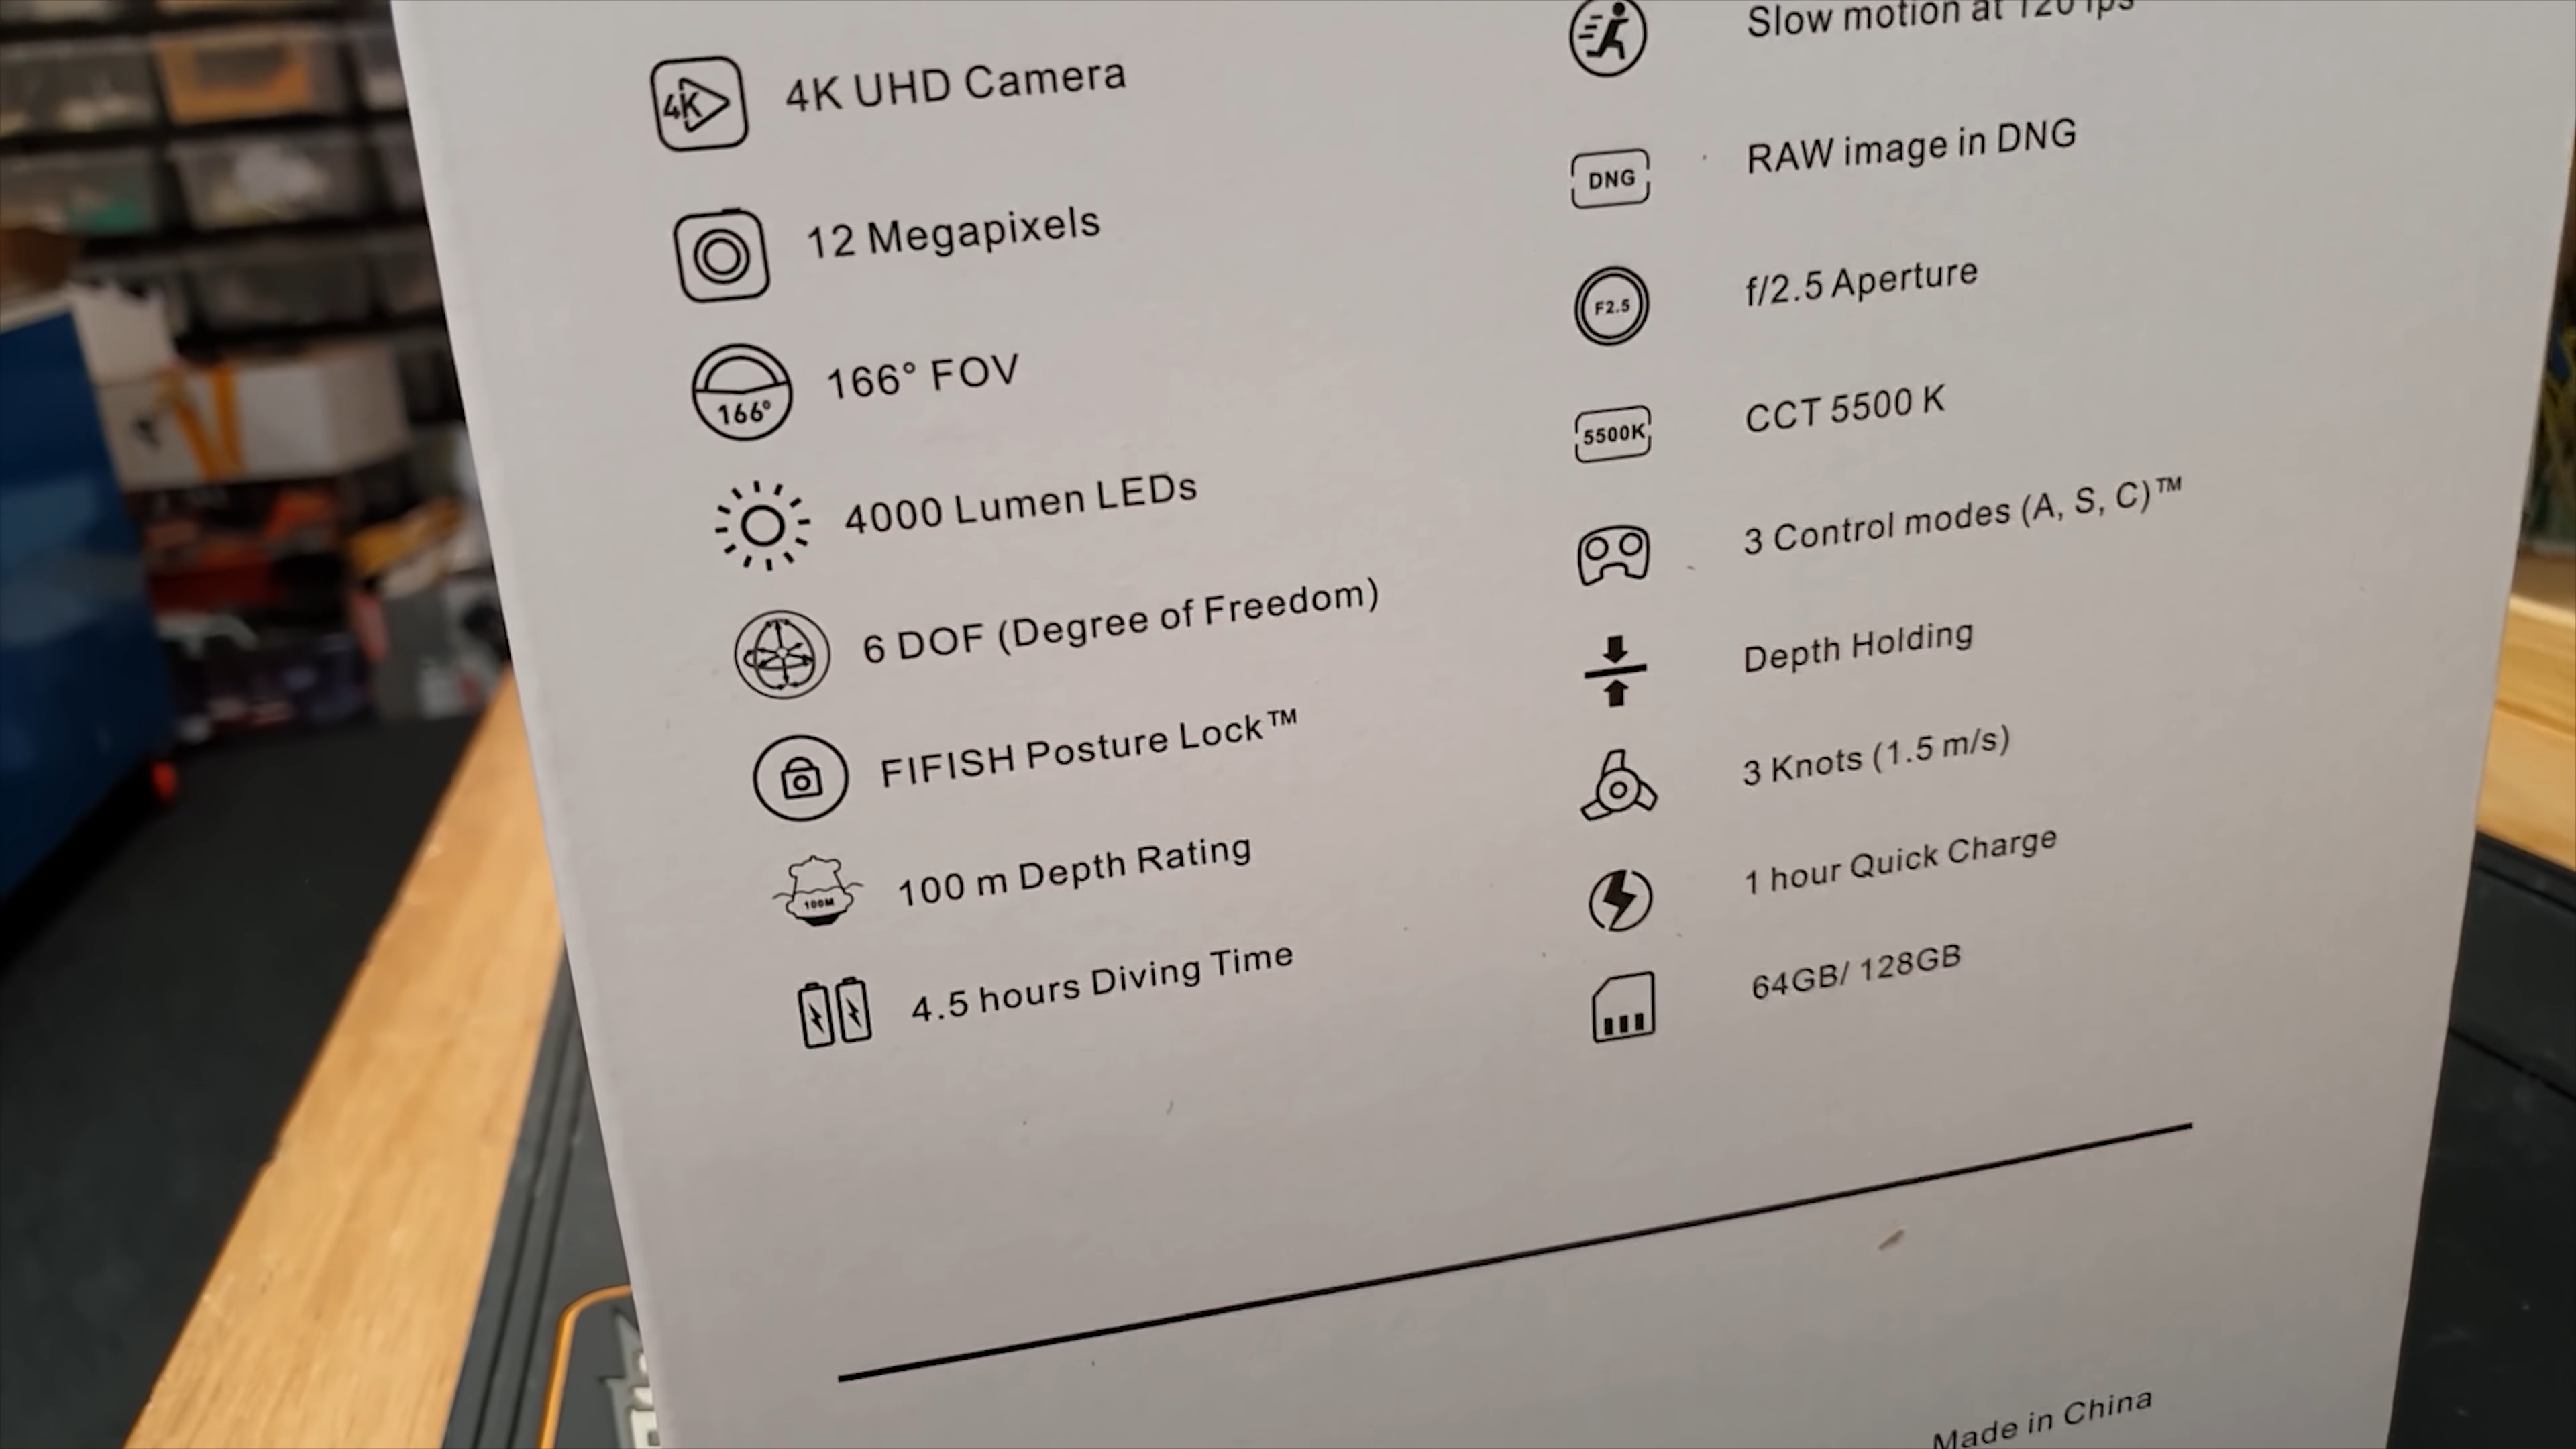 4K
4K UHD Camera
12 Megapixels
166°
166° FOV
4000 Lumen LEDs
6 DOF (Degree of Freedom)
FIFISH Posture Lock™
100M
100 m Depth Rating
4.5 hours Diving Time
Slow motion at 120 fps
DNG
RAW image in DNG
F2.5
f/2.5 Aperture
5500K
CCT 5500 K
3 Control modes (A, S, C)™
Depth Holding
3 Knots (1.5 m/s)
1 hour Quick Charge
64GB/ 128GB
Made in China